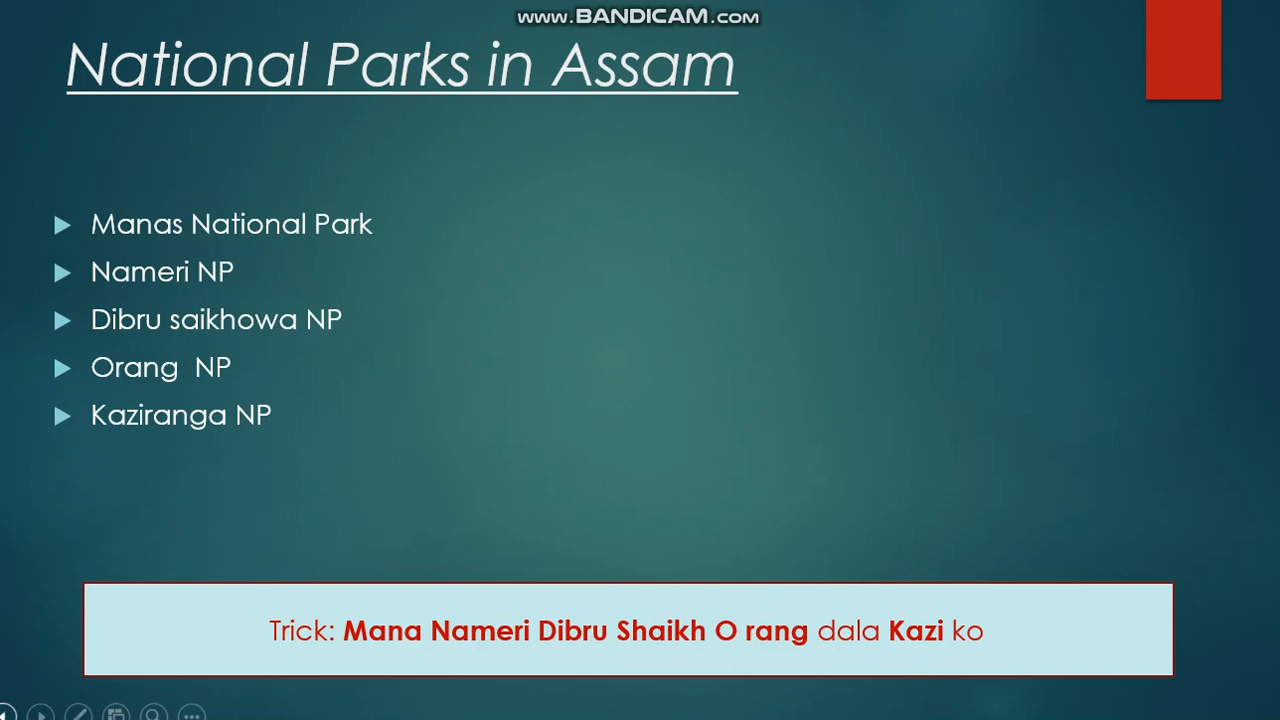 www.BANDICAM.com
National Parks in Assam
Manas National Park
Nameri NP
Dibru saikhowa NP
Orang  NP
Kaziranga NP
Trick: Mana Nameri Dibru Shaikh O rang dala Kazi ko